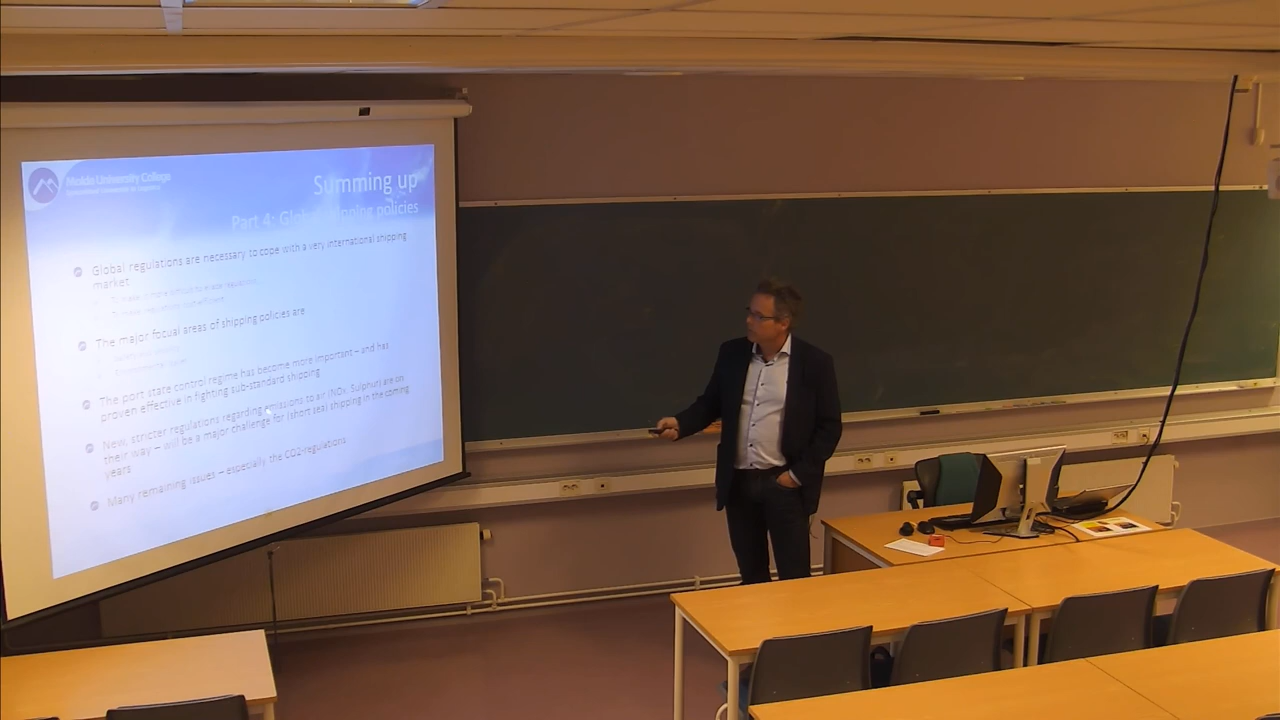 Molde University College
Summing up
Part 4: Global shipping policies
Global regulations are necessary to cope with a very international shipping
market
The major focual areas of shipping policies are
The port state control regime has become more important – and has
proven effective in fighting sub-standard shipping
New, stricter regulations regarding emissions to air (NOx, Sulphur) are on
their way – will be a major challenge for (short sea) shipping in the coming
years
Many remaining issues – especially the CO2-regulations